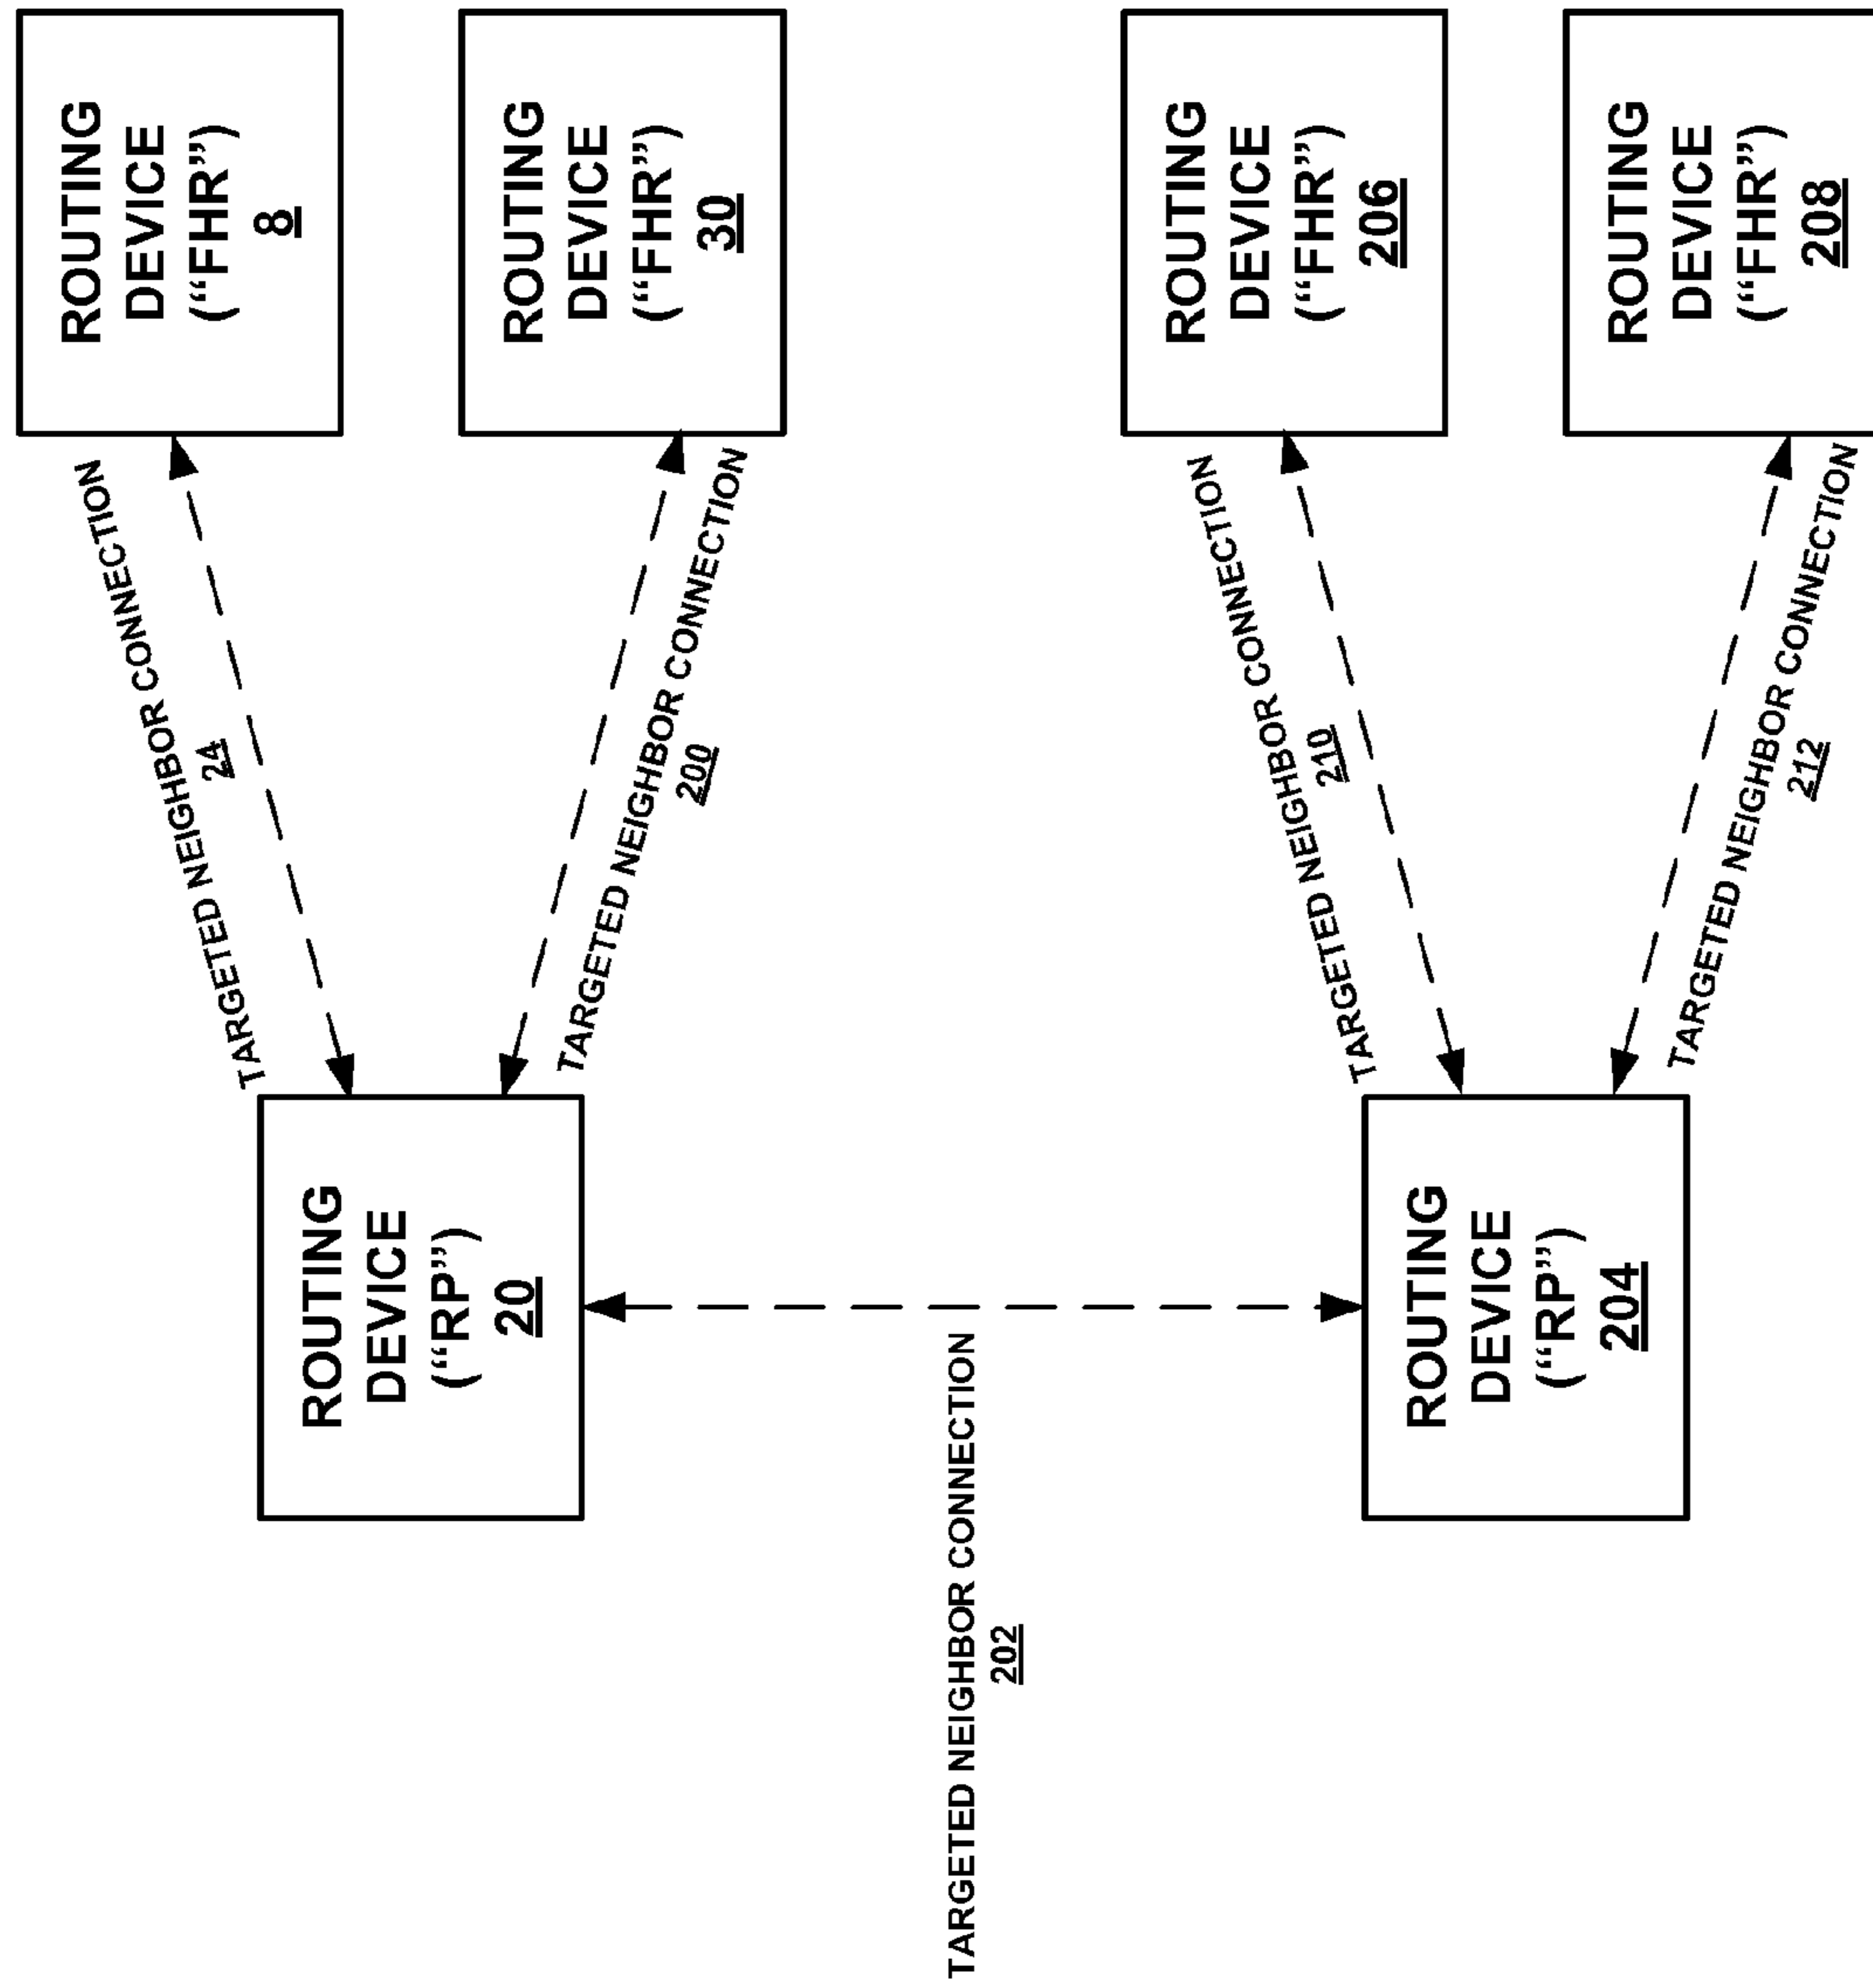 ROUTING
DEVICE
(“FHR”)
8
ROUTING
DEVICE
(“FHR”)
30
ROUTING
DEVICE
(“FHR”)
206
ROUTING
DEVICE
(“FHR”)
208
TARGETED NEIGHBOR CONNECTION
24
TARGETED NEIGHBOR CONNECTION
200
TARGETED NEIGHBOR CONNECTION
210
TARGETED NEIGHBOR CONNECTION
212
ROUTING
DEVICE
(“RP”)
20
ROUTING
DEVICE
(“RP”)
204
TARGETED NEIGHBOR CONNECTION
202